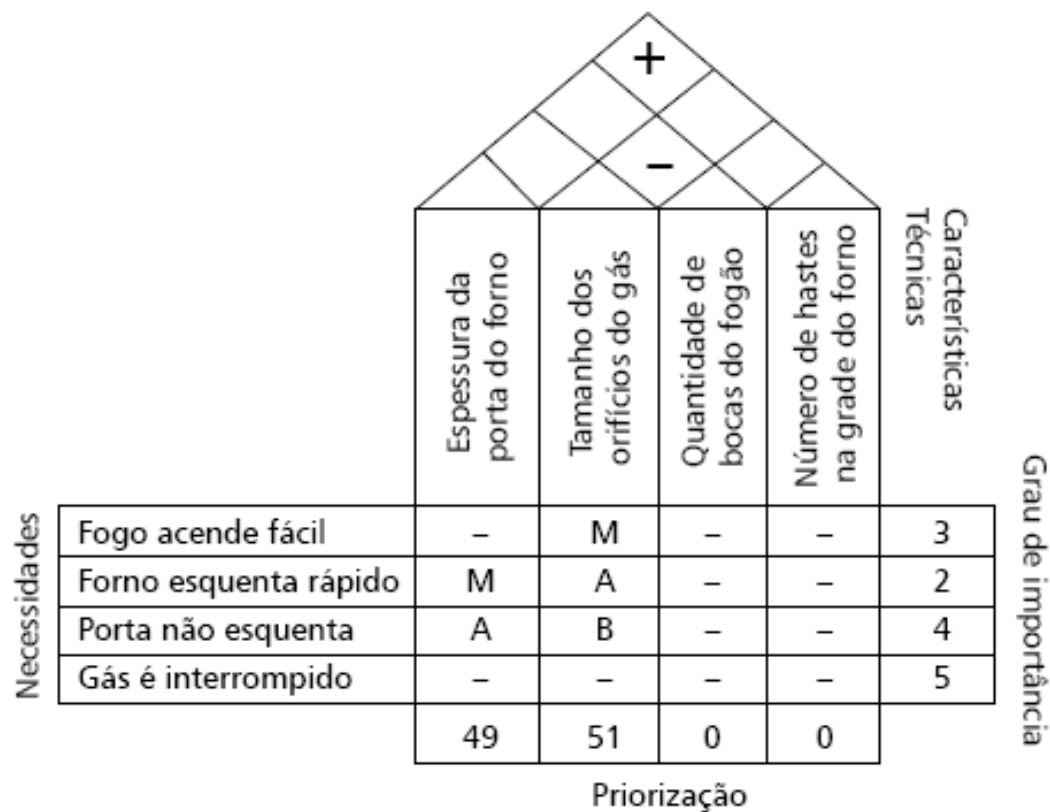 +
–
Espessura da
porta do forno
Tamanho dos
orifícios do gás
Quantidade de
bocas do fogão
Número de hastes
na grade do forno
Características
Técnicas
Necessidades
Grau de importância
Fogo acende fácil – M – – 3
Forno esquenta rápido M A – – 2
Porta não esquenta A B – – 4
Gás é interrompido – – – – 5
49 51 0 0
Priorização